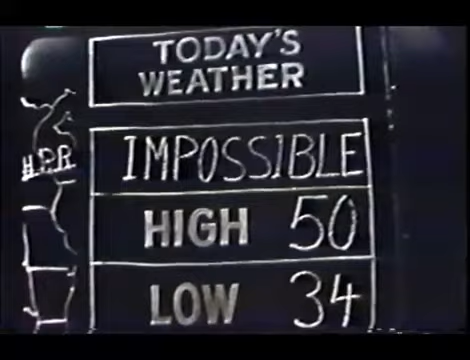 TODAY'S
WEATHER
IMPOSSIBLE
H.P.R.
HIGH 50
LOW 34